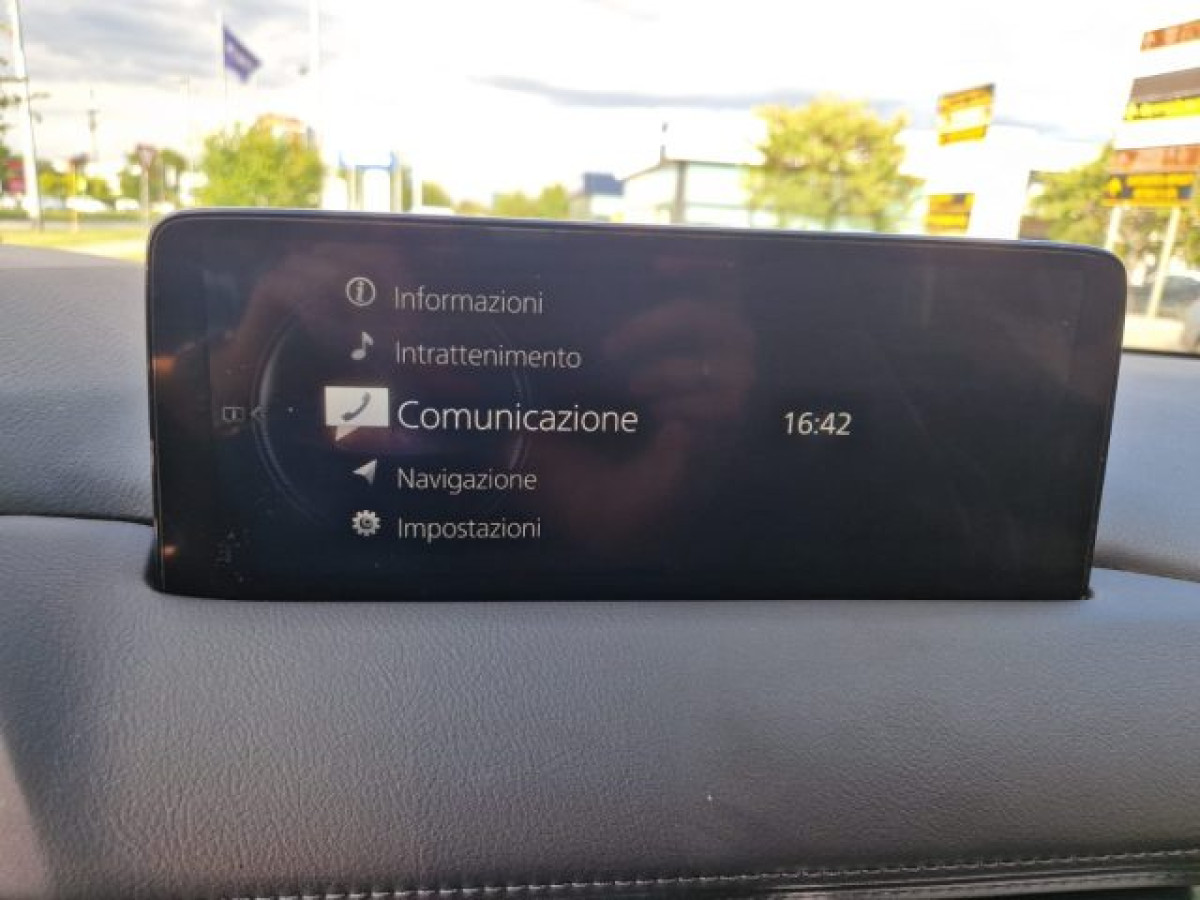 Informazioni
Intrattenimento
Comunicazione
16:42
Navigazione
Impostazioni